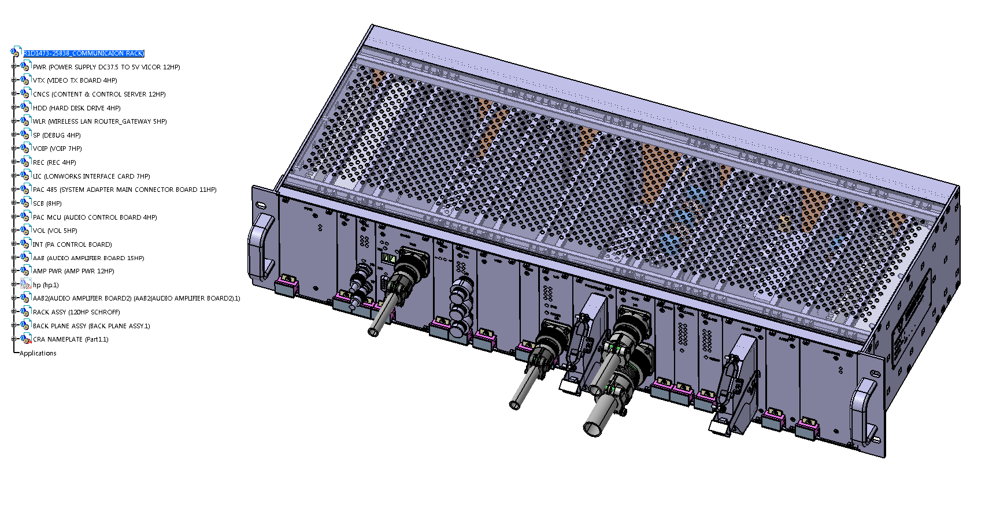 R1D1473-25838_COMMUNICAION RACK)
PWR (POWER SUPPLY DC37.5 TO 5V VICOR 12HP)
VTX (VIDEO TX BOARD 4HP)
CNCS (CONTENT & CONTROL SERVER 12HP)
HDD (HARD DISK DRIVE 4HP)
WLR (WIRELESS LAN ROUTER_GATEWAY 5HP)
SP (DEBUG 4HP)
VOIP (VOIP 7HP)
REC (REC 4HP)
LIC (LONWORKS INTERFACE CARD 7HP)
PAC 485 (SYSTEM ADAPTER MAIN CONNECTOR BOARD 11HP)
SCB (8HP)
PAC MCU (AUDIO CONTROL BOARD 4HP)
VOL (VOL 5HP)
INT (PA CONTROL BOARD)
AAB (AUDIO AMPLIFIER BOARD 15HP)
AMP PWR (AMP PWR 12HP)
hp (hp.1)
AAB2(AUDIO AMPLIFIER BOARD2) (AAB2(AUDIO AMPLIFIER BOARD2).1)
RACK ASSY (120HP SCHROFF)
BACK PLANE ASSY (BACK PLANE ASSY.1)
CRA NAMEPLATE (Part1.1)
Applications